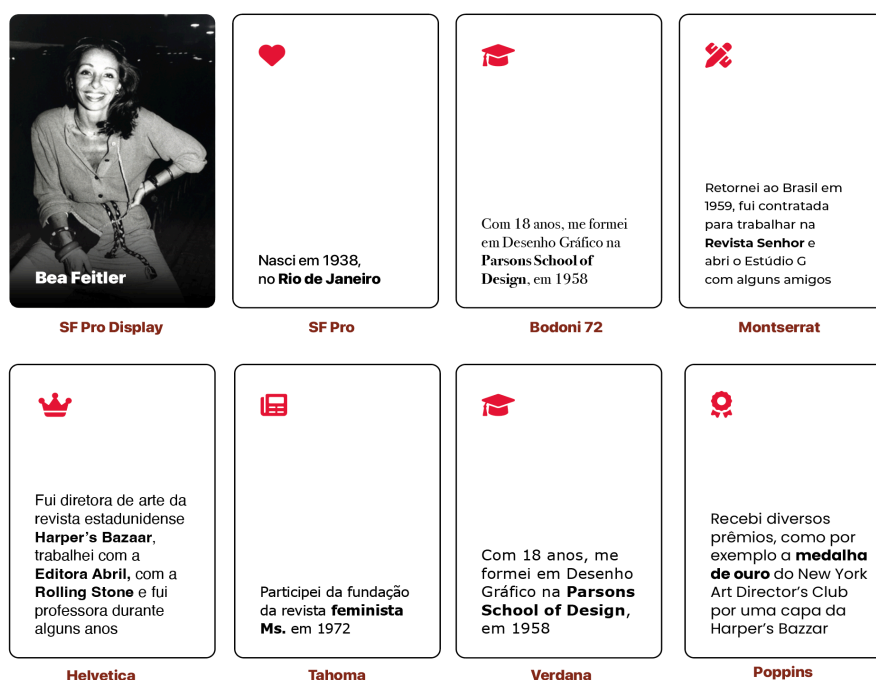 Bea Feitler
Nasci em 1938,
no Rio de Janeiro
Com 18 anos, me formei
em Desenho Gráfico na
Parsons School of
Design, em 1958
Retornei ao Brasil em
1959, fui contratada
para trabalhar na
Revista Senhor e
abri o Estúdio G
com alguns amigos
SF Pro Display
SF Pro
Bodoni 72
Montserrat
Fui diretora de arte da
revista estadunidense
Harper's Bazaar,
trabalhei com a
Editora Abril, com a
Rolling Stone e fui
professora durante
alguns anos
Participei da fundação
da revista feminista
Ms. em 1972
Com 18 anos, me
formei em Desenho
Gráfico na Parsons
School of Design,
em 1958
Recebi diversos
prêmios, como por
exemplo a medalha
de ouro do New York
Art Director's Club
por uma capa da
Harper's Bazzar
Helvetica
Tahoma
Verdana
Poppins